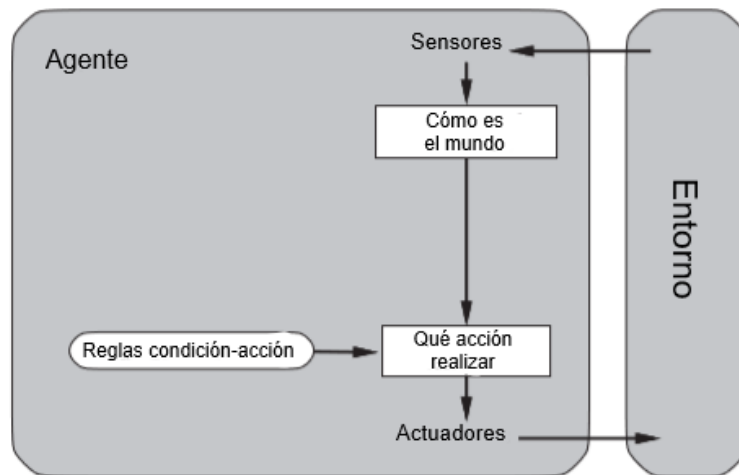 Agente
Sensores
Cómo es
el mundo
Entorno
Reglas condición-acción
Qué acción
realizar
Actuadores